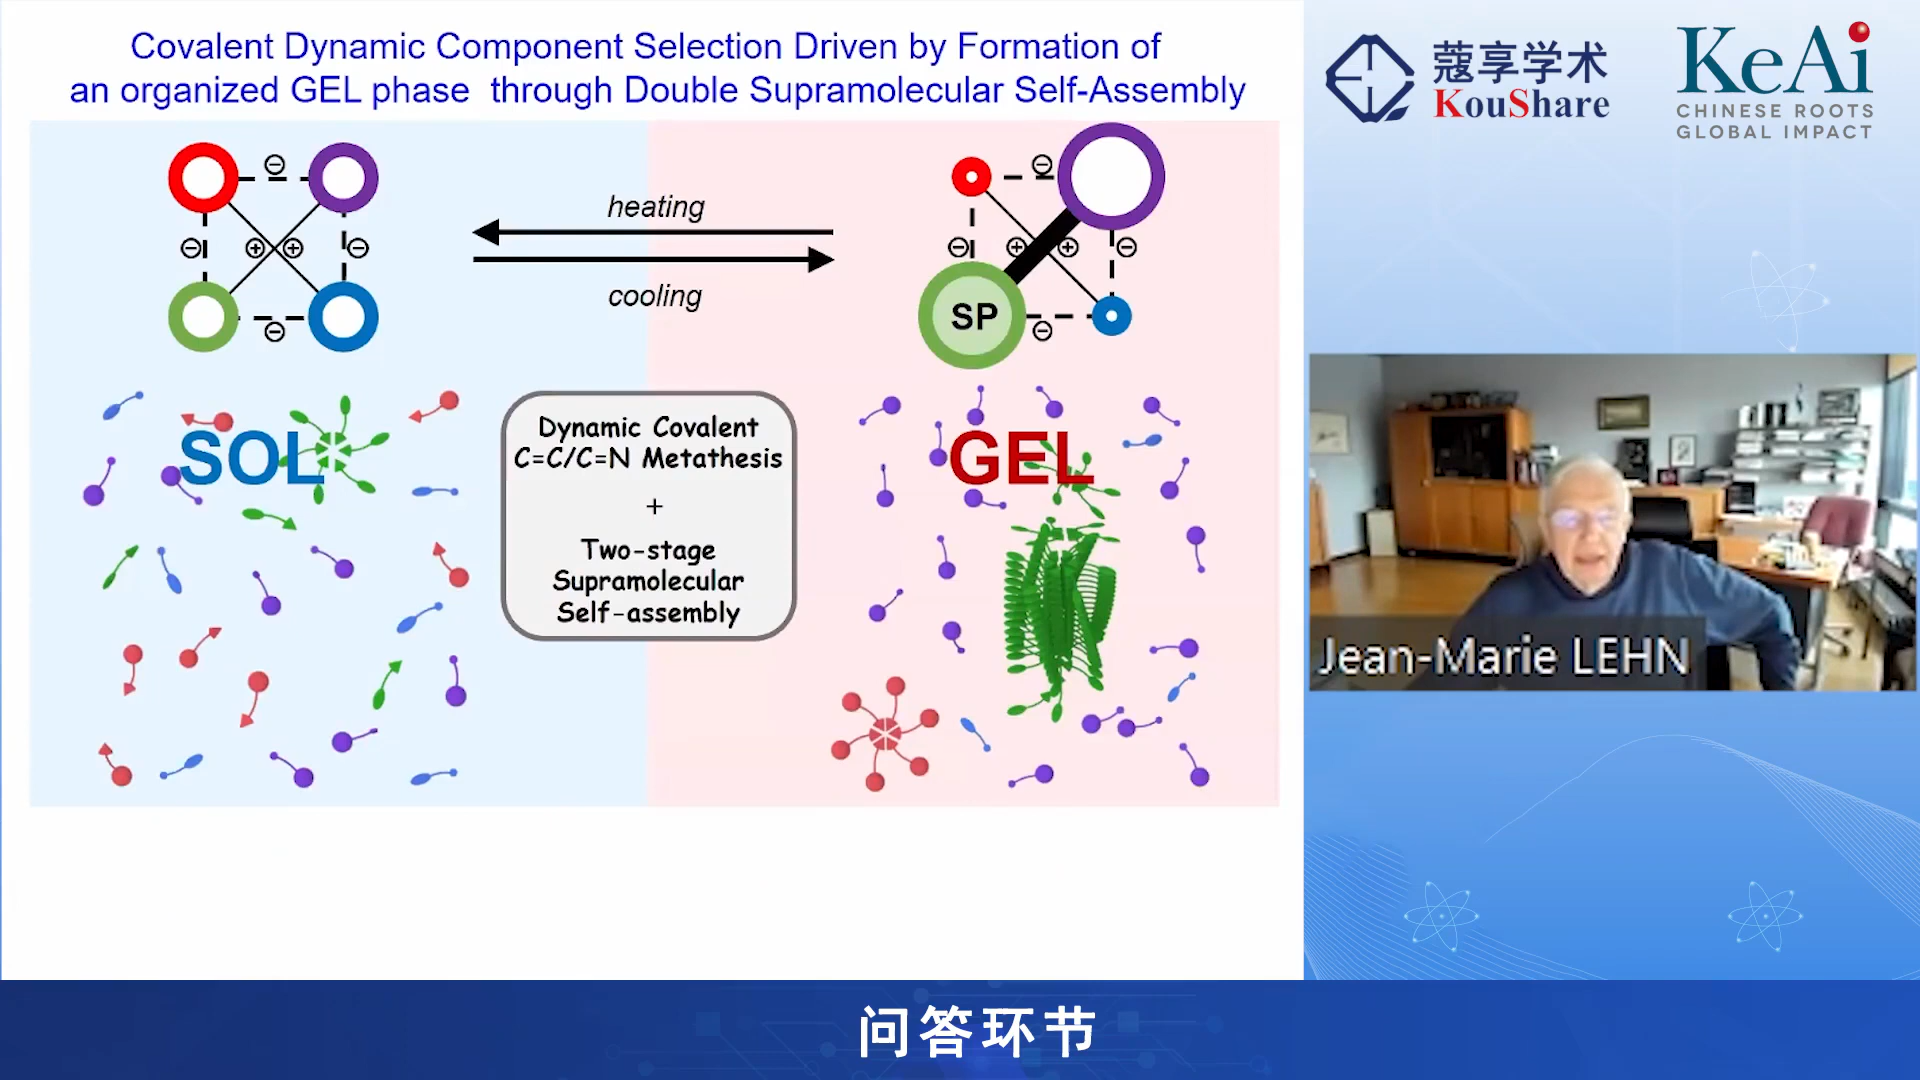 Covalent Dynamic Component Selection Driven by Formation of
an organized GEL phase through Double Supramolecular Self-Assembly
heating
cooling
SP
SOL
GEL
Dynamic Covalent
C=C/C=N Metathesis
+
Two-stage
Supramolecular
Self-assembly
蔻享学术
KouShare
KeAi
CHINESE ROOTS
GLOBAL IMPACT
Jean-Marie LEHN
问答环节